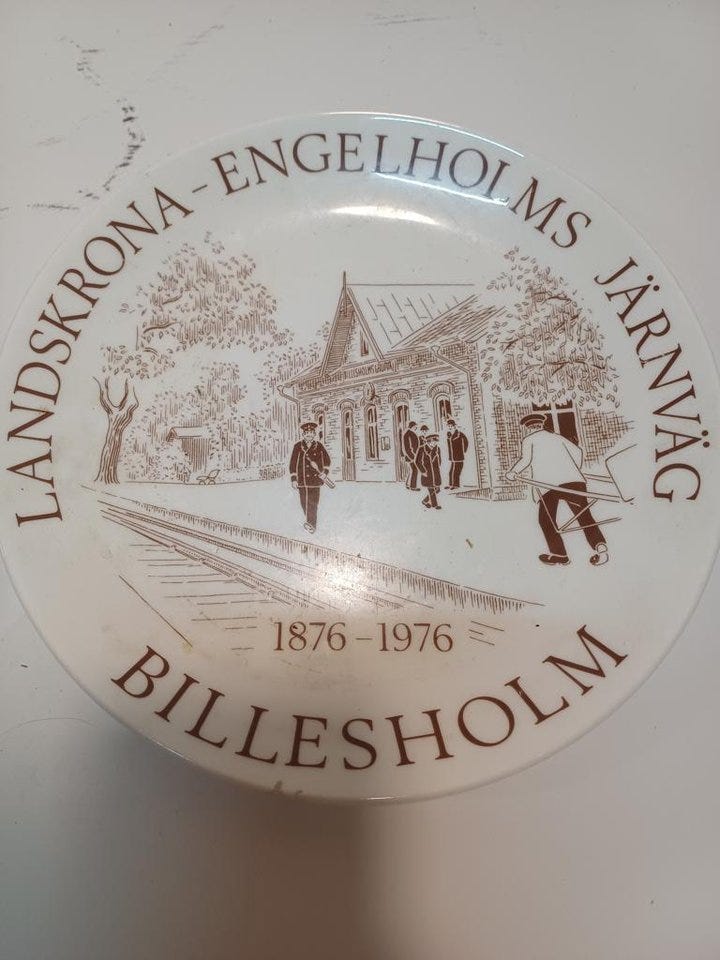 LANDSKRONA - ENGELHOLMS JÄRNVÄG
1876 - 1976
BILLESHOLM